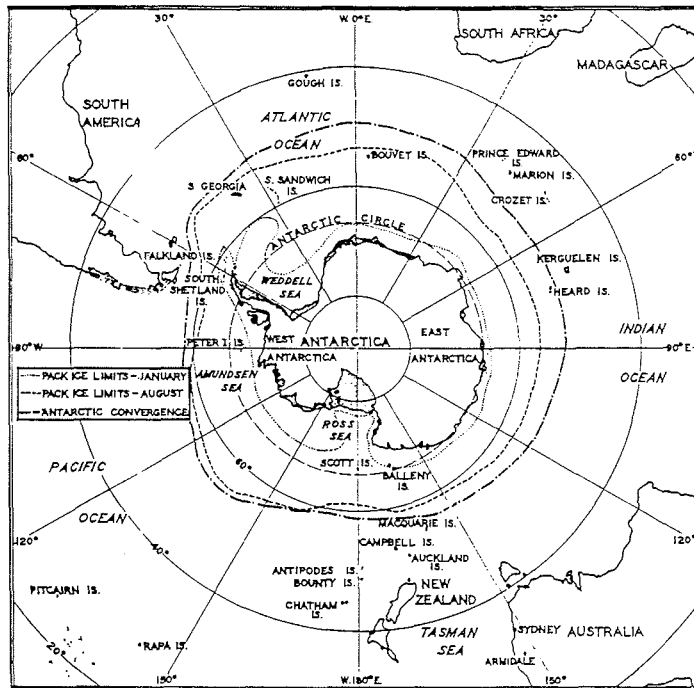 30°
W. 0°E.
30°
SOUTH AFRICA
MADAGASCAR
GOUGH IS.
SOUTH
AMERICA
ATLANTIC
OCEAN
60°
BOUVET IS.
PRINCE EDWARD
IS.
MARION IS.
60°
S. GEORGIA
S. SANDWICH
IS.
CROZET IS.
ANTARCTIC CIRCLE
FALKLAND IS.
SOUTH
SHETLAND
IS.
WEDDELL
SEA
KERGUELEN IS.
HEARD IS.
PETER I. IS.
WEST
ANTARCTICA
ANTARCTICA
EAST
ANTARCTICA
INDIAN
OCEAN
90°W
90°E
PACK ICE LIMITS-JANUARY
PACK ICE LIMITS-AUGUST
ANTARCTIC CONVERGENCE
AMUNDSEN
SEA
ROSS
SEA
SCOTT IS.
BALLENY
IS.
60°
PACIFIC
OCEAN
MACQUARIE IS.
CAMPBELL IS.
AUCKLAND
IS.
120°
40°
120°
ANTIPODES IS.
BOUNTY IS.
NEW
ZEALAND
PITCAIRN IS.
CHATHAM
IS.
TASMAN
SEA
SYDNEY
AUSTRALIA
20°
RAPA IS.
ARMIDALE
150°
W.180°E.
150°